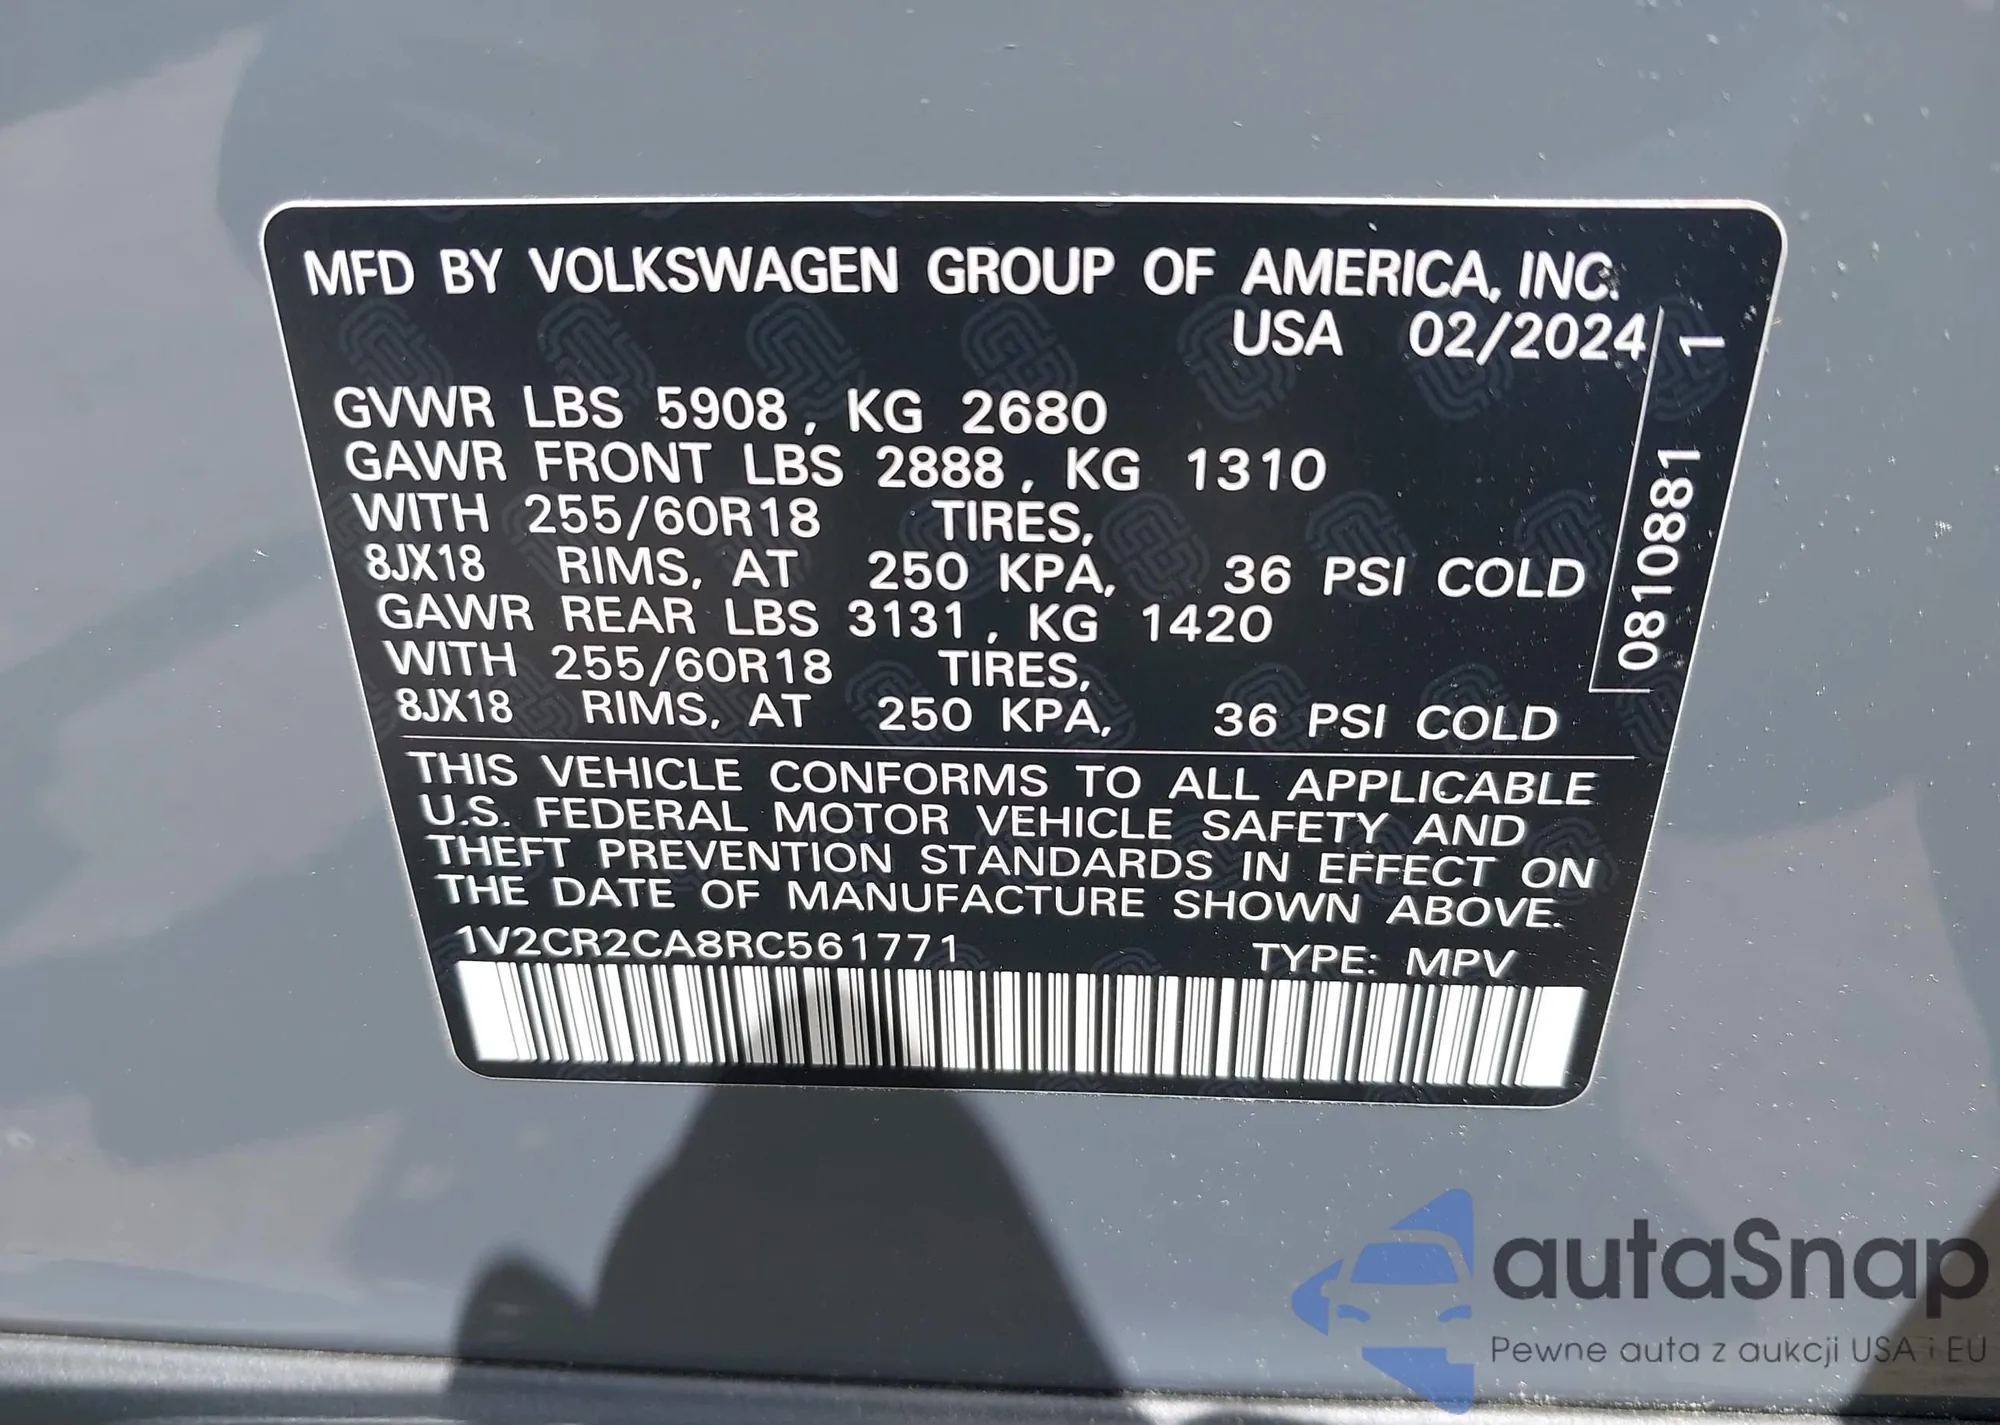 MFD BY VOLKSWAGEN GROUP OF AMERICA, INC.
USA 02/2024
GVWR LBS 5908, KG 2680
GAWR FRONT LBS 2888, KG 1310
WITH 255/60R18 TIRES,
8JX18 RIMS, AT 250 KPA, 36 PSI COLD
GAWR REAR LBS 3131, KG 1420
WITH 255/60R18 TIRES,
8JX18 RIMS, AT 250 KPA, 36 PSI COLD
0810881 1
THIS VEHICLE CONFORMS TO ALL APPLICABLE
U.S. FEDERAL MOTOR VEHICLE SAFETY AND
THEFT PREVENTION STANDARDS IN EFFECT ON
THE DATE OF MANUFACTURE SHOWN ABOVE.
1V2CR2CA8RC561771 TYPE: MPV
autaSnap
Pewne auta z aukcji USA i EU